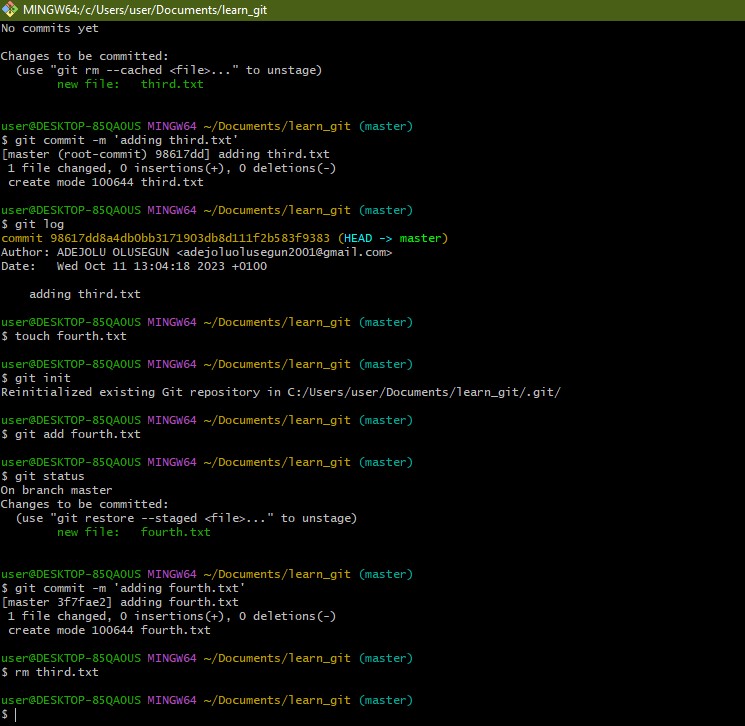 MINGW64:/c/Users/user/Documents/learn_git
No commits yet
Changes to be committed:
  (use "git rm --cached <file>..." to unstage)
        new file:   third.txt
user@DESKTOP-85QAOUS MINGW64 ~/Documents/learn_git (master)
$ git commit -m 'adding third.txt'
[master (root-commit) 98617dd] adding third.txt
 1 file changed, 0 insertions(+), 0 deletions(-)
 create mode 100644 third.txt
user@DESKTOP-85QAOUS MINGW64 ~/Documents/learn_git (master)
$ git log
commit 98617dd8a4db0bb3171903db8d111f2b583f9383 (HEAD -> master)
Author: ADEJOLU OLUSEGUN <adejoluolusegun2001@gmail.com>
Date:   Wed Oct 11 13:04:18 2023 +0100
    adding third.txt
user@DESKTOP-85QAOUS MINGW64 ~/Documents/learn_git (master)
$ touch fourth.txt
user@DESKTOP-85QAOUS MINGW64 ~/Documents/learn_git (master)
$ git init
Reinitialized existing Git repository in C:/Users/user/Documents/learn_git/.git/
user@DESKTOP-85QAOUS MINGW64 ~/Documents/learn_git (master)
$ git add fourth.txt
user@DESKTOP-85QAOUS MINGW64 ~/Documents/learn_git (master)
$ git status
On branch master
Changes to be committed:
  (use "git restore --staged <file>..." to unstage)
        new file:   fourth.txt
user@DESKTOP-85QAOUS MINGW64 ~/Documents/learn_git (master)
$ git commit -m 'adding fourth.txt'
[master 3f7fae2] adding fourth.txt
 1 file changed, 0 insertions(+), 0 deletions(-)
 create mode 100644 fourth.txt
user@DESKTOP-85QAOUS MINGW64 ~/Documents/learn_git (master)
$ rm third.txt
user@DESKTOP-85QAOUS MINGW64 ~/Documents/learn_git (master)
$